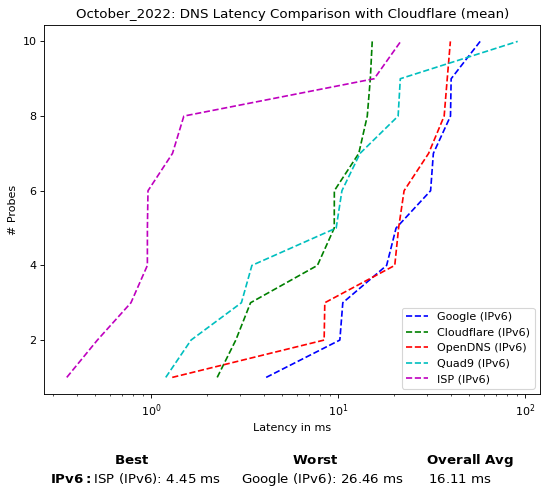 October_2022: DNS Latency Comparison with Cloudflare (mean)
10
8
6
4
2
# Probes
Google (IPv6)
Cloudflare (IPv6)
OpenDNS (IPv6)
Quad9 (IPv6)
ISP (IPv6)
10⁰ 10¹ 10²
Latency in ms
Best Worst Overall Avg
IPv6: ISP (IPv6): 4.45 ms Google (IPv6): 26.46 ms 16.11 ms